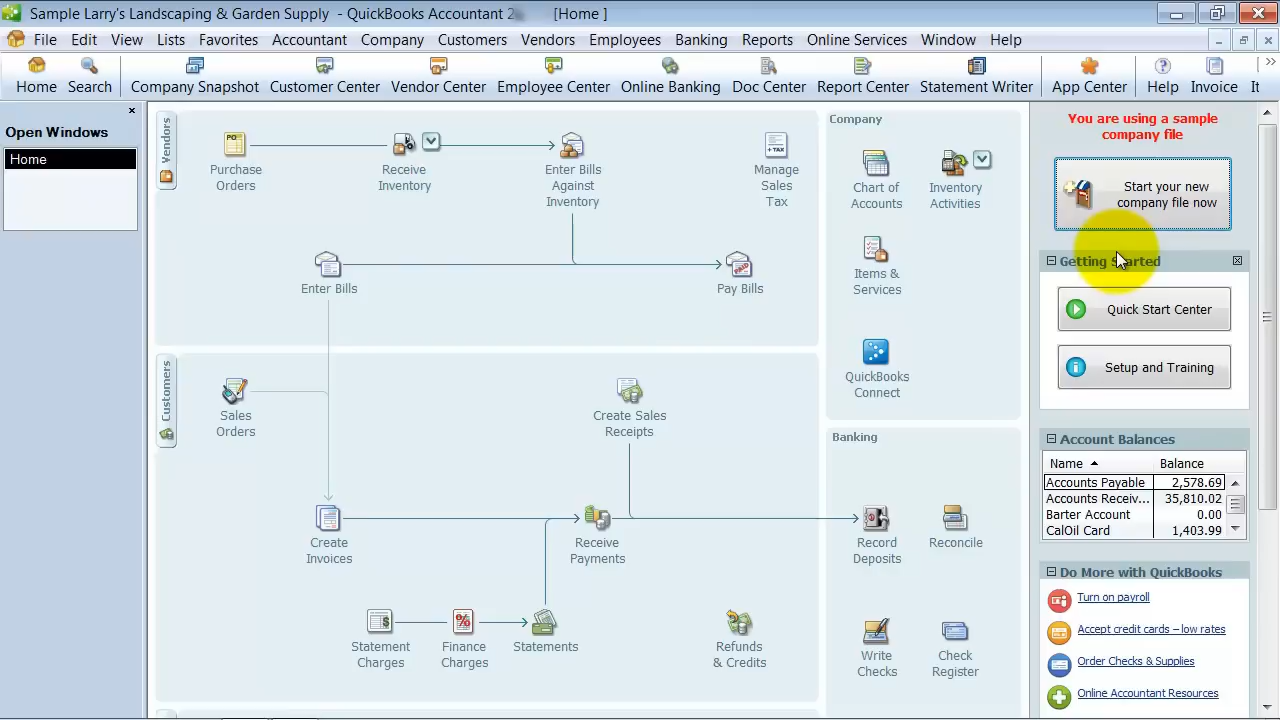 Sample Larry's Landscaping & Garden Supply - QuickBooks Accountant 2 [Home ]
File Edit View Lists Favorites Accountant Company Customers Vendors Employees Banking Reports Online Services Window Help
Home Search Company Snapshot Customer Center Vendor Center Employee Center Online Banking Doc Center Report Center Statement Writer App Center Help Invoice It
Open Windows
Home
Vendors
PO
Purchase
Orders
Receive
Inventory
Enter Bills
Against
Inventory
+ TAX
Manage
Sales
Tax
Enter Bills
Pay Bills
Customers
Sales
Orders
Create Sales
Receipts
Create
Invoices
Receive
Payments
Statement
Charges
Finance
Charges
Statements
Refunds
& Credits
Company
Chart of
Accounts
Inventory
Activities
Items &
Services
QuickBooks
Connect
Banking
Record
Deposits
Reconcile
Write
Checks
Check
Register
You are using a sample
company file
Start your new
company file now
Getting Started
Quick Start Center
Setup and Training
Account Balances
Name Balance
Accounts Payable 2,578.69
Accounts Receiv... 35,810.02
Barter Account 0.00
CalOil Card 1,403.99
Do More with QuickBooks
Turn on payroll
Accept credit cards – low rates
Order Checks & Supplies
Online Accountant Resources